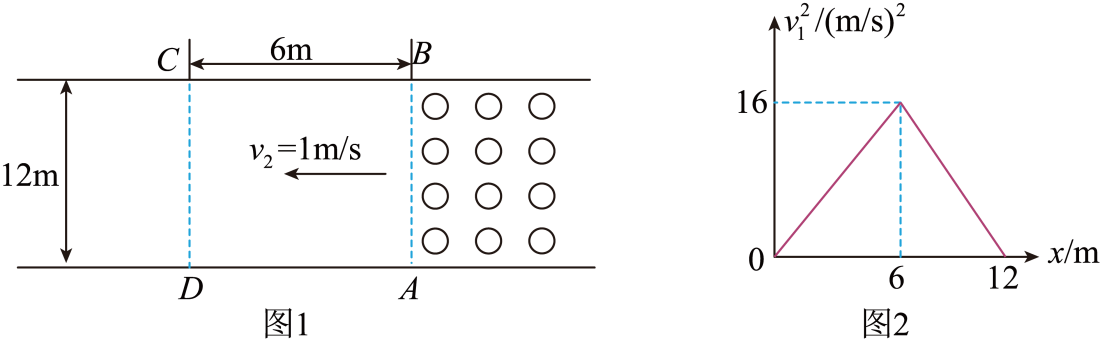 C 6m B
12m
v₂=1m/s
D A
图1
v₁²/(m/s)²
16
0 6 12 x/m
图2